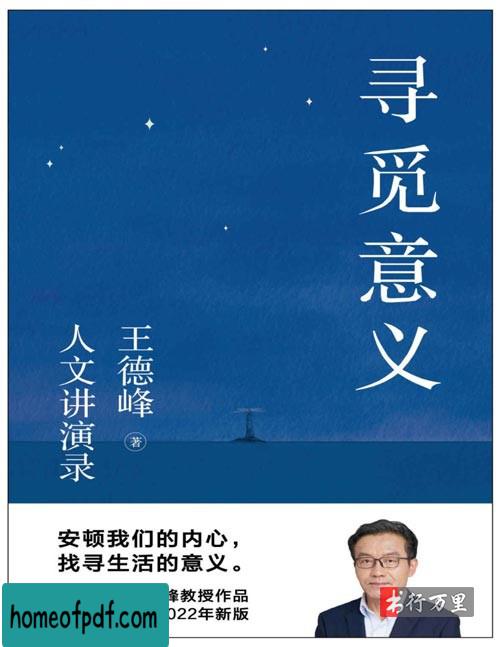 寻觅意义
王德峰 著
人文讲演录
安顿我们的内心，
找寻生活的意义。
峰教授作品
2022年新版
homeofpdf.com
书行万里